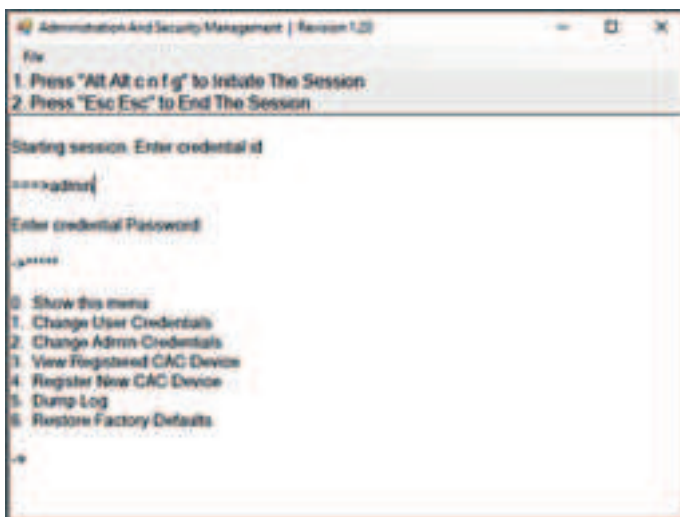 Administration And Security Management | Revision 1.20
File
1. Press "Alt Alt c n f g" to Initiate The Session
2. Press "Esc Esc" to End The Session
Starting session. Enter credential id
====>admin
Enter credential Password
->*****
0. Show this menu
1. Change User Credentials
2. Change Admin Credentials
3. View Registered CAC Device
4. Register New CAC Device
5. Dump Log
6. Restore Factory Defaults
->